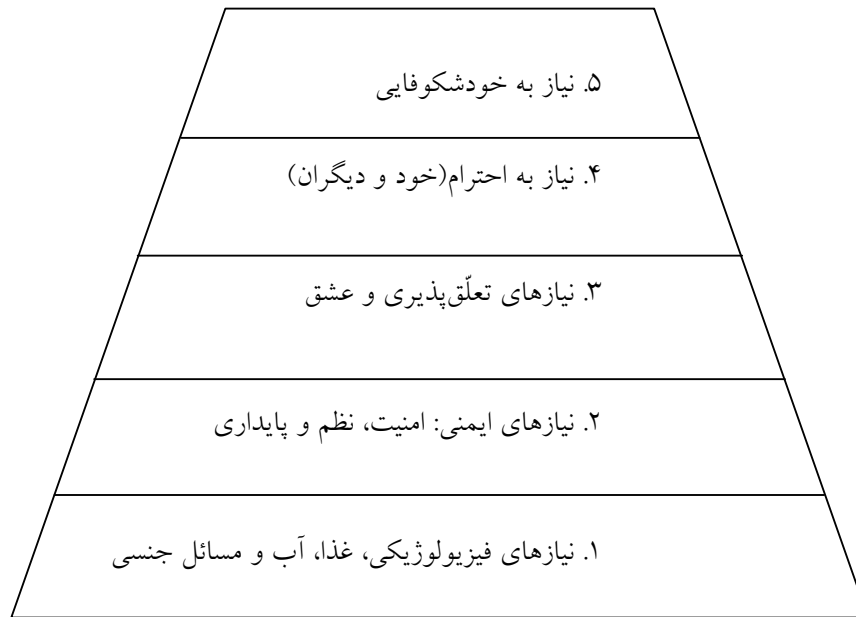 ۵. نیاز به خودشکوفایی
۴. نیاز به احترام(خود و دیگران)
۳. نیازهای تعلّق‌پذیری و عشق
۲. نیازهای ایمنی: امنیت، نظم و پایداری
۱. نیازهای فیزیولوژیکی، غذا، آب و مسائل جنسی